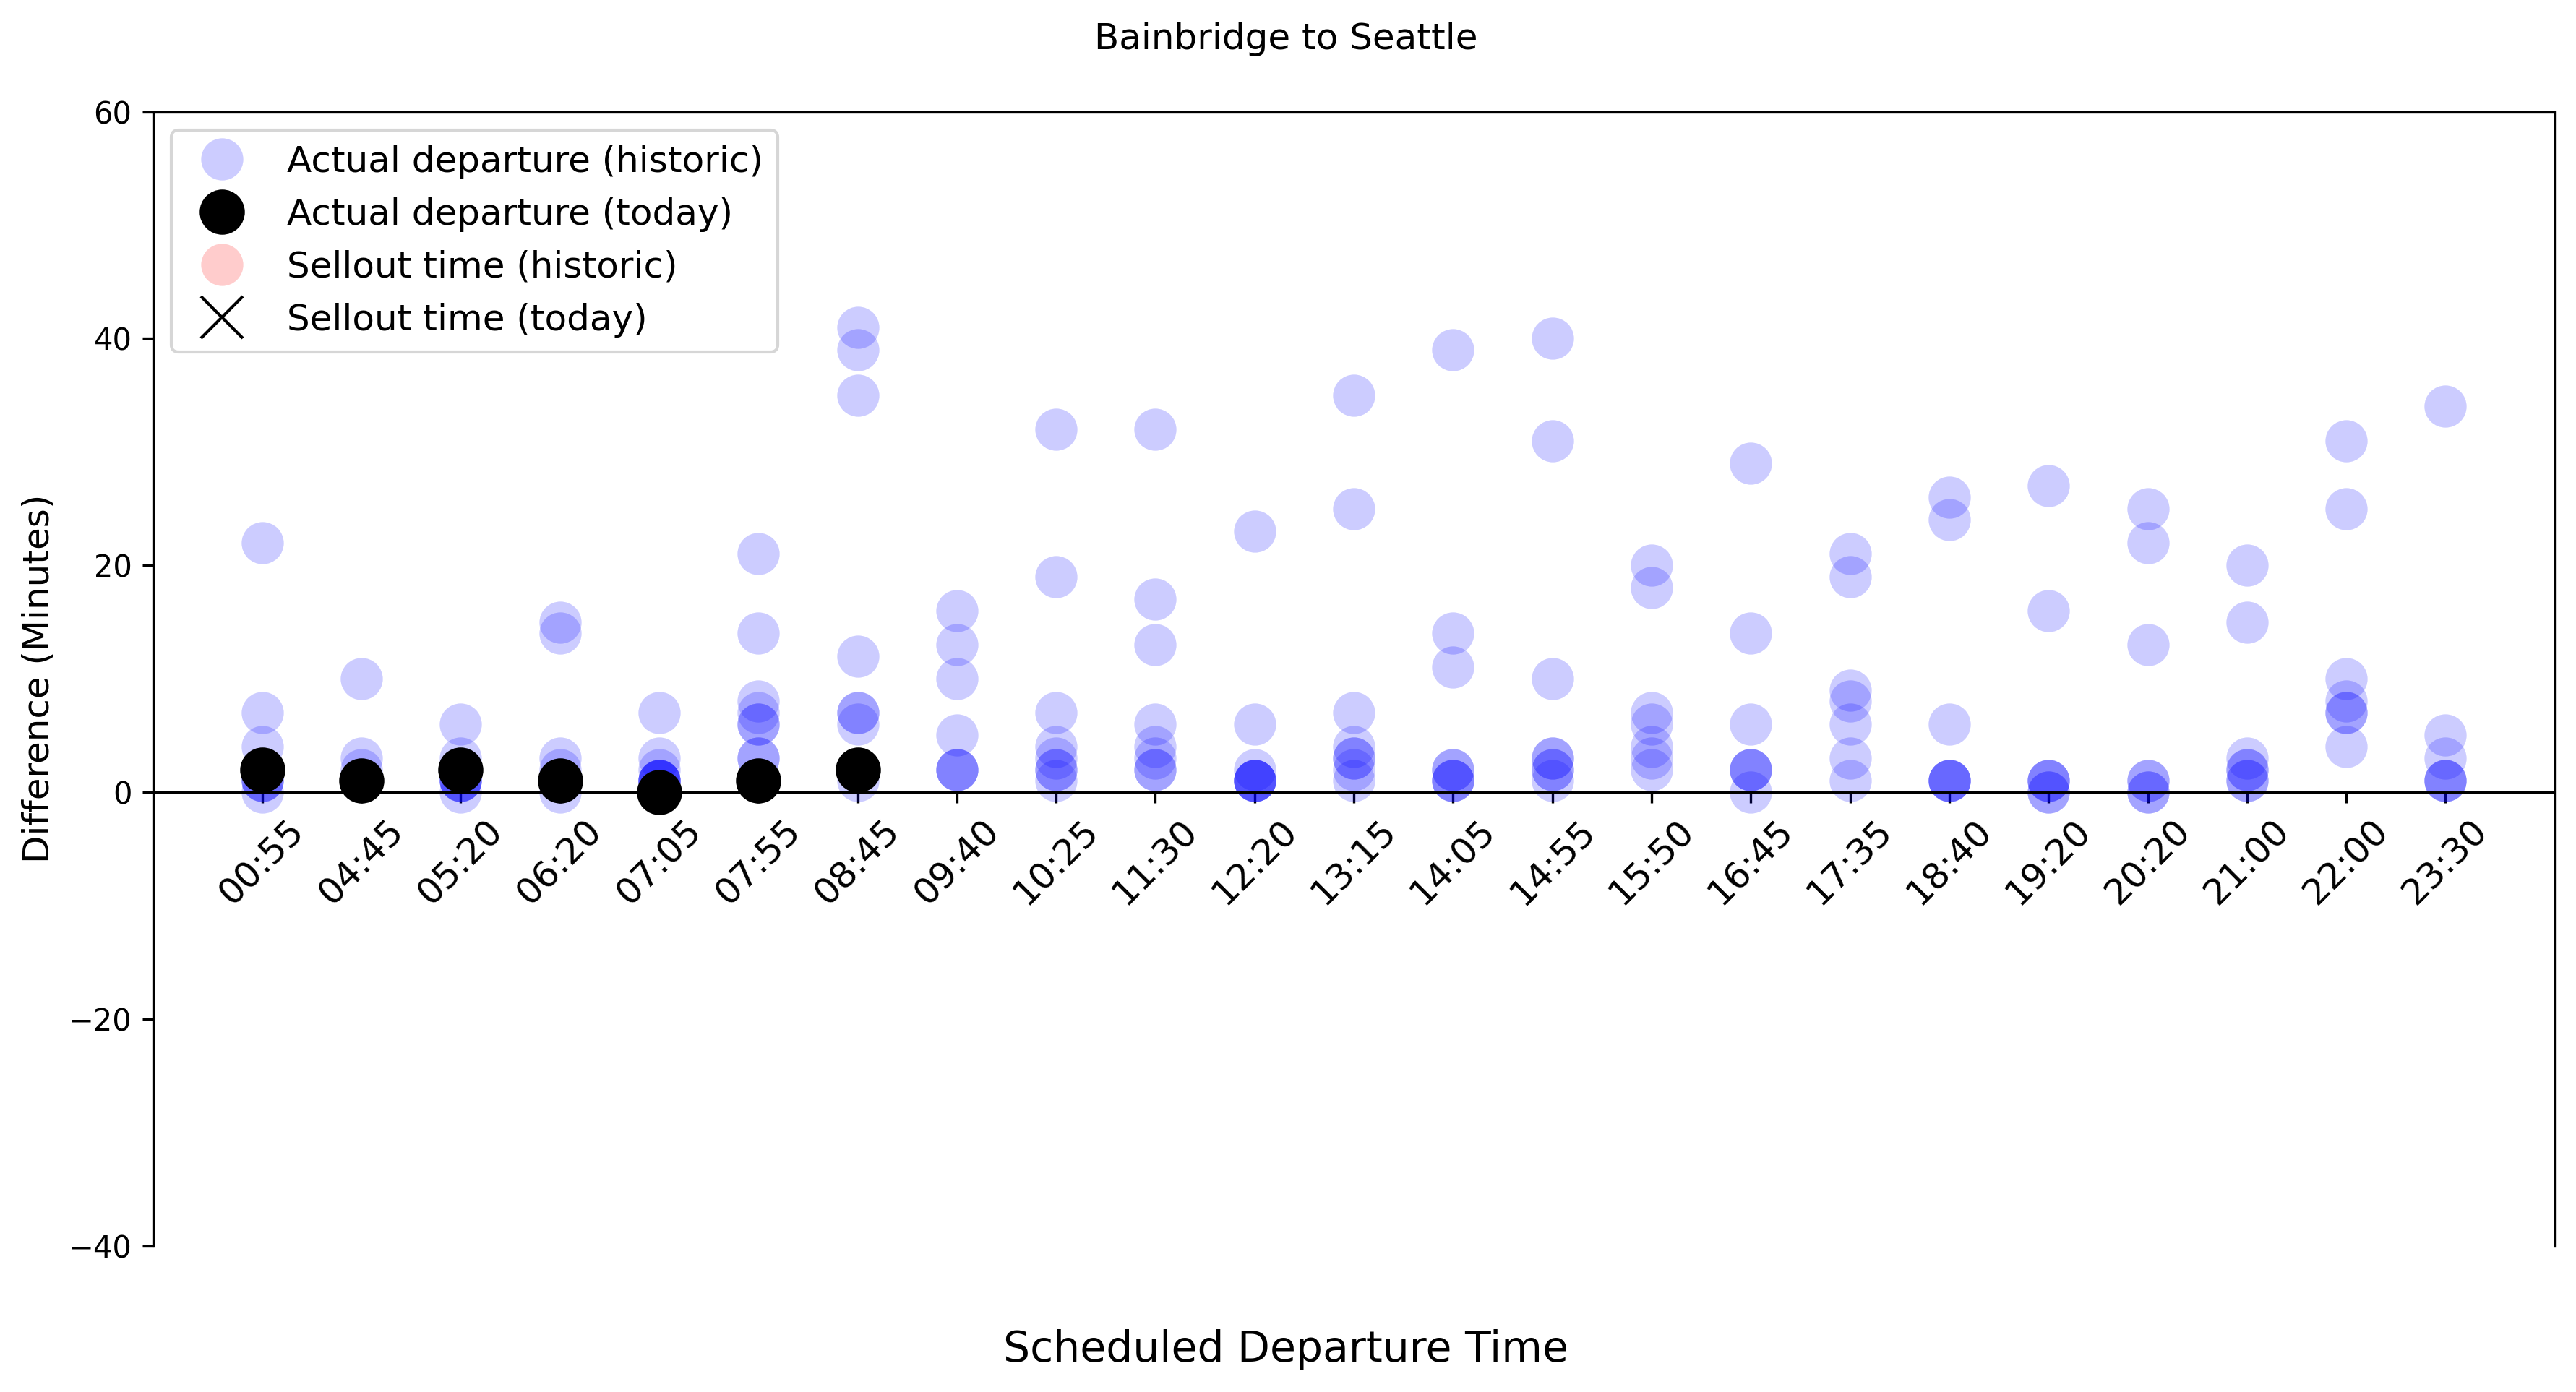 Bainbridge to Seattle
60
Actual departure (historic)
Actual departure (today)
Sellout time (historic)
Sellout time (today)
40
20
0
−20
−40
Difference (Minutes)
00:55 04:45 05:20 06:20 07:05 07:55 08:45 09:40 10:25 11:30 12:20 13:15 14:05 14:55 15:50 16:45 17:35 18:40 19:20 20:20 21:00 22:00 23:30
Scheduled Departure Time